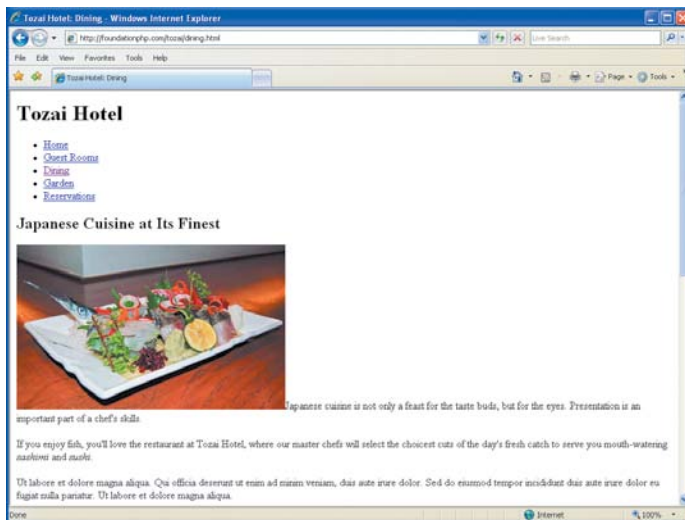 Tozai Hotel: Dining - Windows Internet Explorer
http://foundationphp.com/tozai/dining.html
Live Search
File Edit View Favorites Tools Help
Tozai Hotel: Dining
Page Tools
Tozai Hotel
Home
Guest Rooms
Dining
Garden
Reservations
Japanese Cuisine at Its Finest
Japanese cuisine is not only a feast for the taste buds, but for the eyes. Presentation is an
important part of a chef's skills.
If you enjoy fish, you'll love the restaurant at Tozai Hotel, where our master chefs will select the choicest cuts of the day's fresh catch to serve you mouth-watering
sashimi and sushi.
Ut labore et dolore magna aliqua. Qui officia deserunt ut enim ad minim veniam, duis aute irure dolor. Sed do eiusmod tempor incididunt duis aute irure dolor eu
fugiat nulla pariatur. Ut labore et dolore magna aliqua.
Done Internet 100%